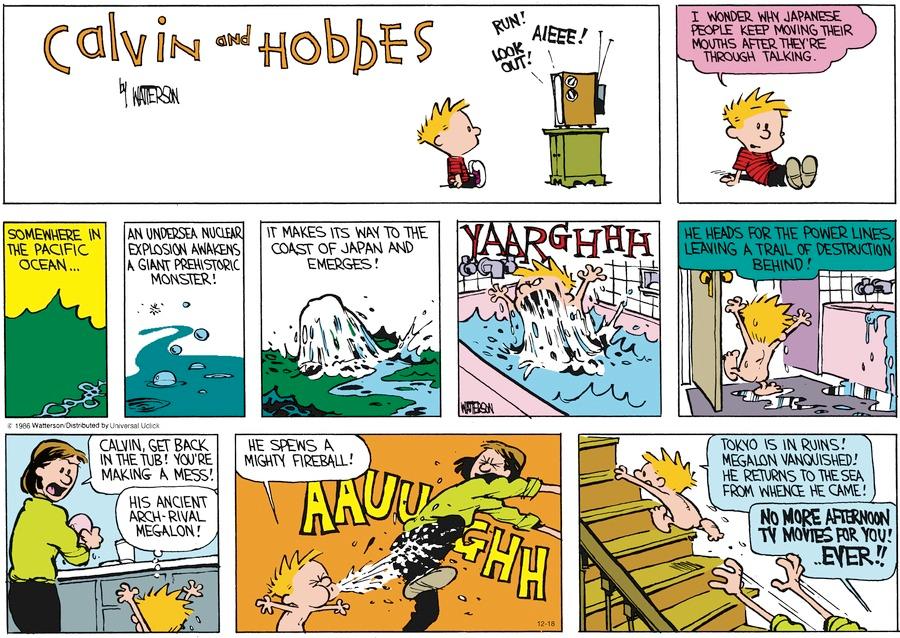 Calvin and Hobbes
by WATTERSON
RUN!
LOOK
OUT!
AIEEE!
I WONDER WHY JAPANESE
PEOPLE KEEP MOVING THEIR
MOUTHS AFTER THEY'RE
THROUGH TALKING.
SOMEWHERE IN
THE PACIFIC
OCEAN...
AN UNDERSEA NUCLEAR
EXPLOSION AWAKENS
A GIANT PREHISTORIC
MONSTER!
IT MAKES ITS WAY TO THE
COAST OF JAPAN AND
EMERGES!
YAARGHHH
WATTERSON
HE HEADS FOR THE POWER LINES,
LEAVING A TRAIL OF DESTRUCTION
BEHIND!
© 1986 Watterson/Distributed by Universal Uclick
CALVIN, GET BACK
IN THE TUB! YOU'RE
MAKING A MESS!
HIS ANCIENT
ARCH-RIVAL
MEGALON!
HE SPEWS A
MIGHTY FIREBALL!
AAUUGHH
12-18
TOKYO IS IN RUINS!
MEGALON VANQUISHED!
HE RETURNS TO THE SEA
FROM WHENCE HE CAME!
NO MORE AFTERNOON
TV MOVIES FOR YOU!
..EVER!!